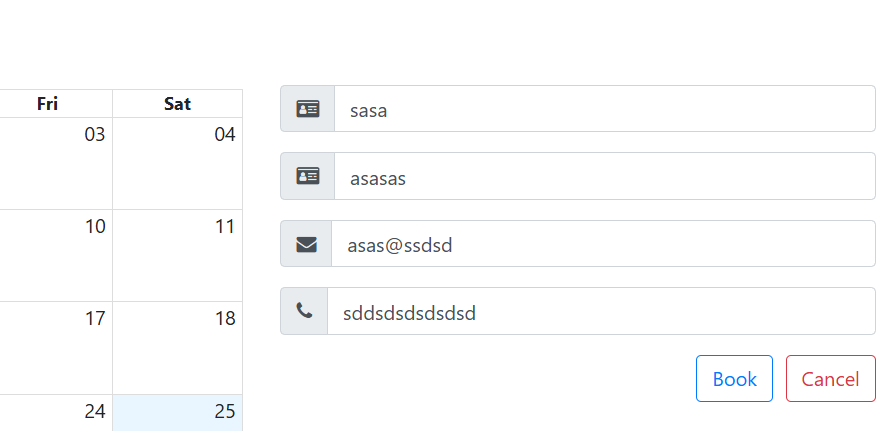 Fri Sat
03 04
10 11
17 18
24 25
sasa
asasas
asas@ssdsd
sddsdsdsdsdsd
Book Cancel